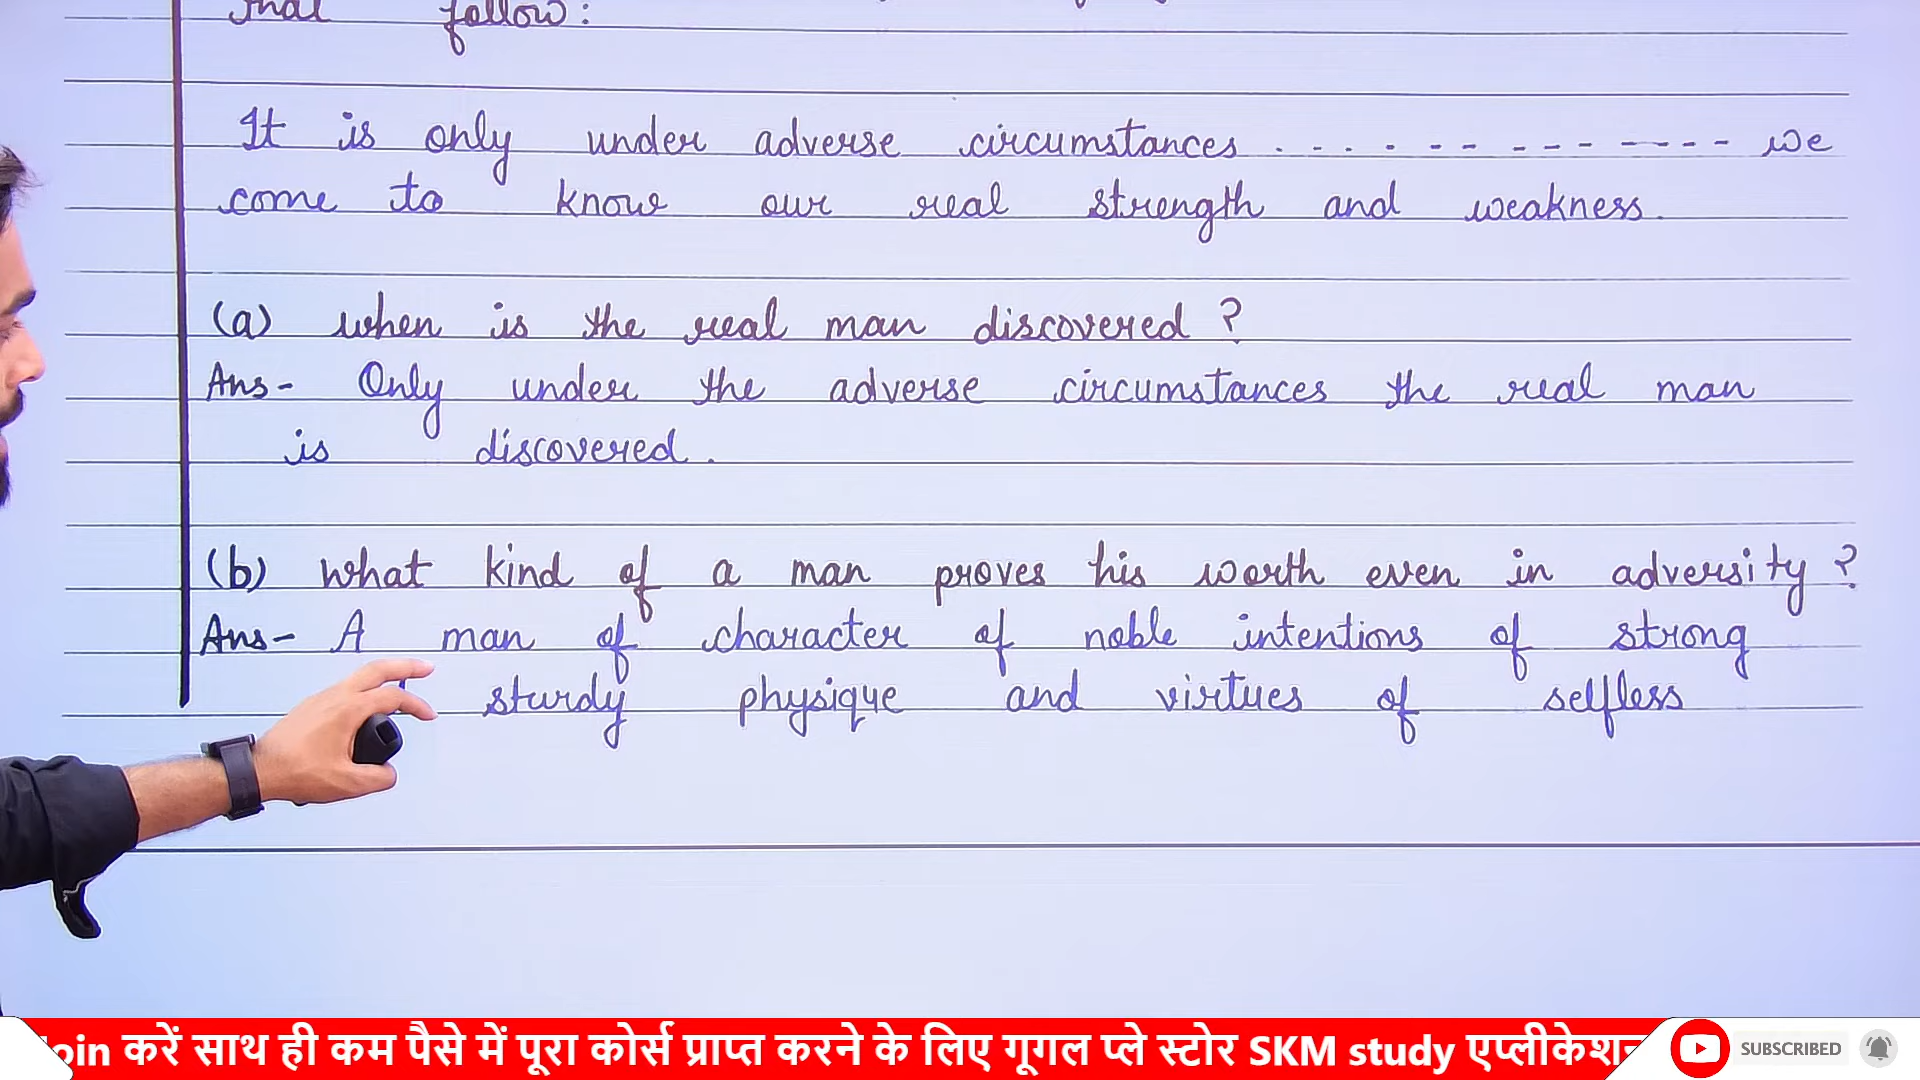 that follow:
It is only under adverse circumstances . . . . - - - - - - - - - - we
come to know our real strength and weakness.
(a) when is the real man discovered ?
Ans- Only under the adverse circumstances the real man
is discovered.
(b) what kind of a man proves his worth even in adversity ?
Ans- A man of character of noble intentions of strong
sturdy physique and virtues of selfless
oin करें साथ ही कम पैसे में पूरा कोर्स प्राप्त करने के लिए गूगल प्ले स्टोर SKM study एप्लीकेशन
SUBSCRIBED